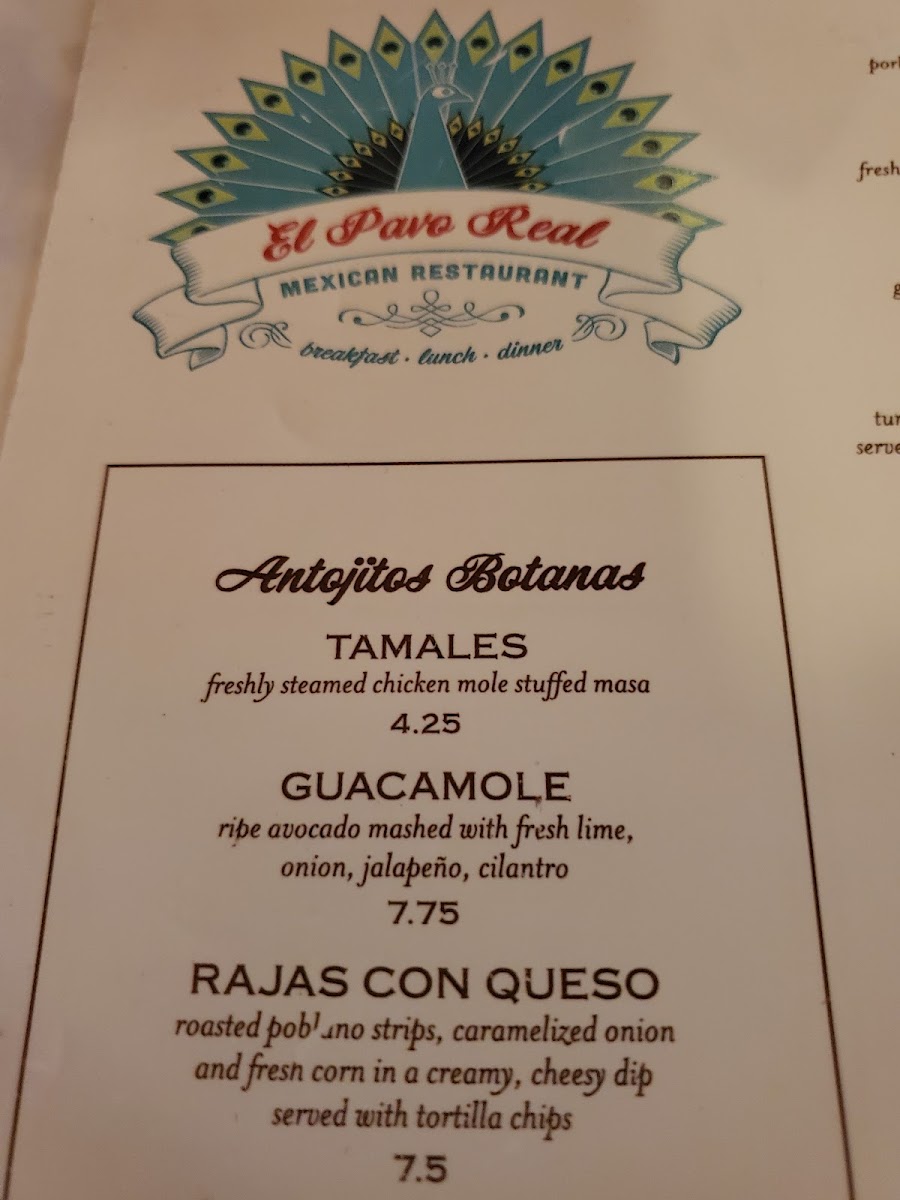 El Pavo Real
MEXICAN RESTAURANT
breakfast · lunch · dinner
Antojitos Botanas
TAMALES
freshly steamed chicken mole stuffed masa
4.25
GUACAMOLE
ripe avocado mashed with fresh lime,
onion, jalapeño, cilantro
7.75
RAJAS CON QUESO
roasted poblano strips, caramelized onion
and fresh corn in a creamy, cheesy dip
served with tortilla chips
7.5
fresh